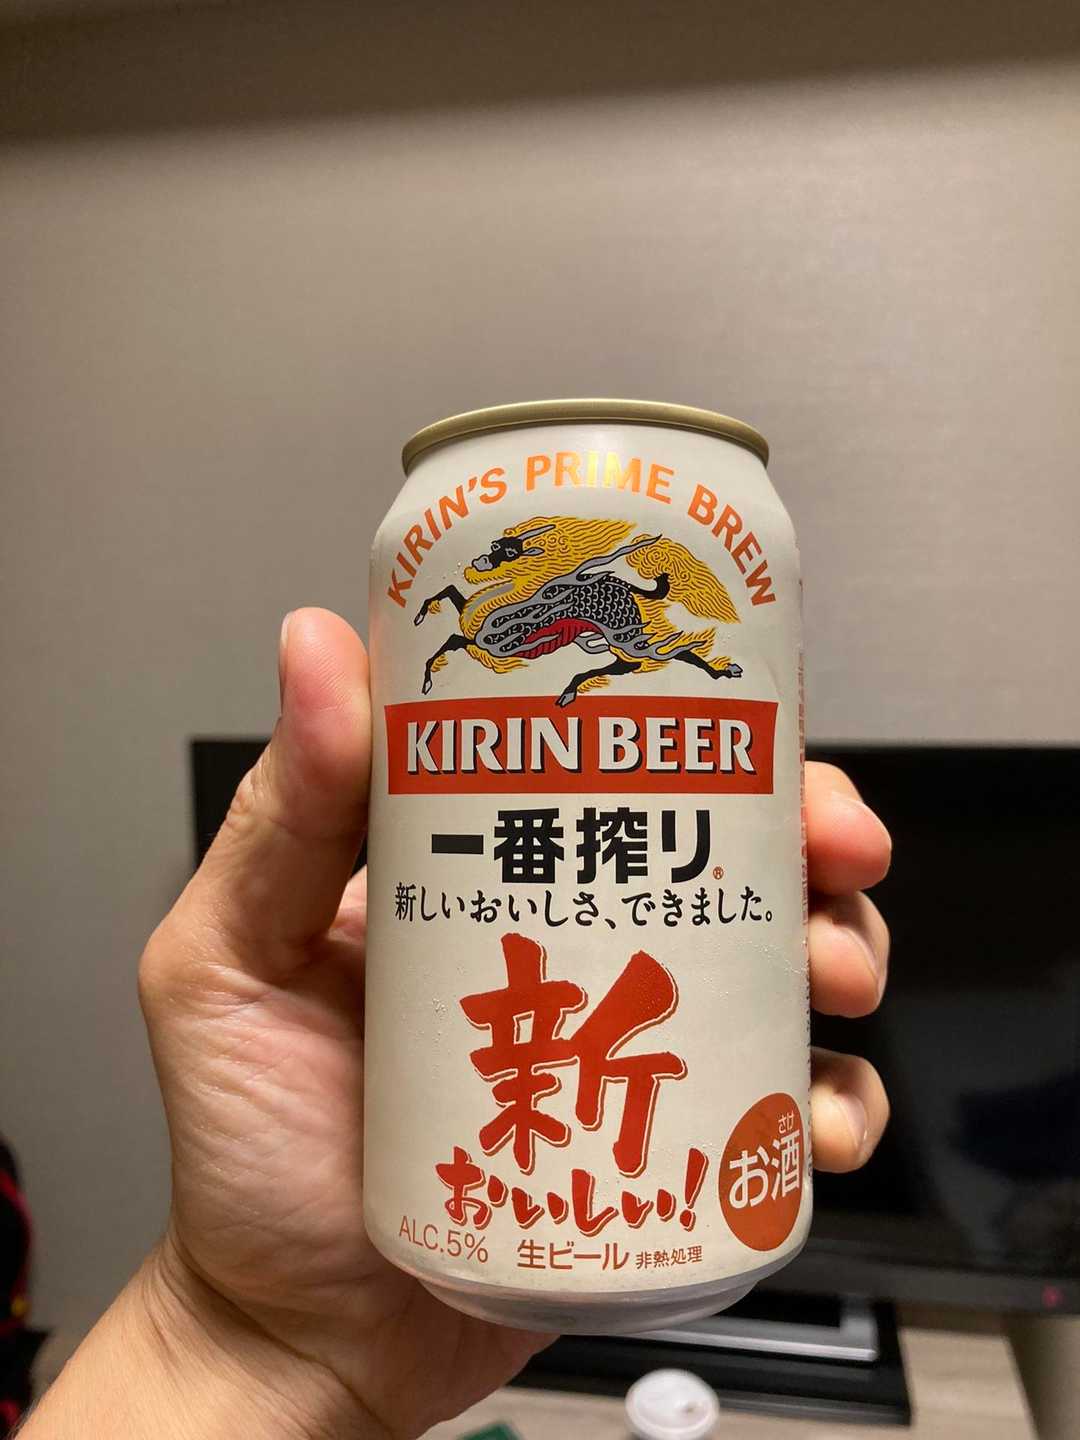 KIRIN'S PRIME BREW
KIRIN BEER
一番搾り®
新しいおいしさ、できました。
新
おいしい!
さけ
お酒
ALC.5% 生ビール 非熱処理